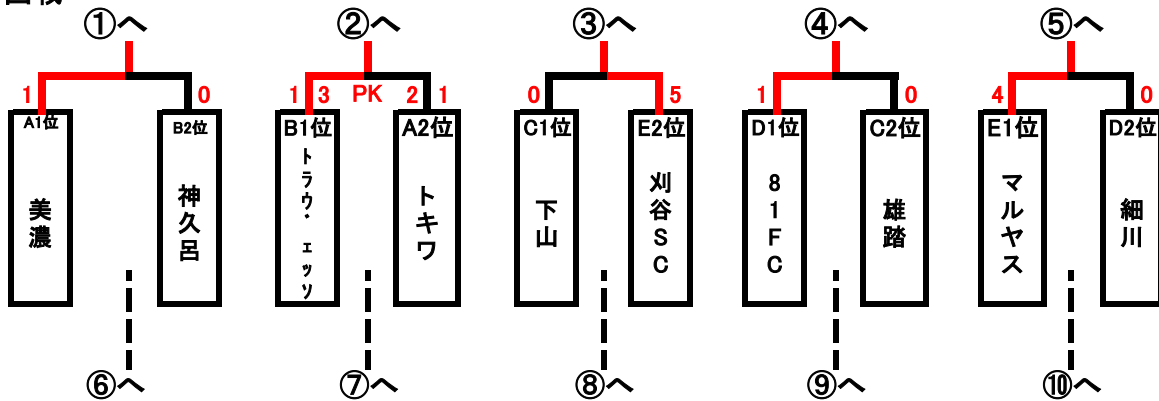 ①へ ②へ ③へ ④へ ⑤へ
1 0 1 3 PK 2 1 0 5 1 0 4 0
A1位 B2位 B1位 A2位 C1位 E2位 D1位 C2位 E1位 D2位
美濃
神久呂
トラウ・エッソ
トキワ
下山
刈谷SC
81FC
雄踏
マルヤス
細川
⑥へ ⑦へ ⑧へ ⑨へ ⑩へ